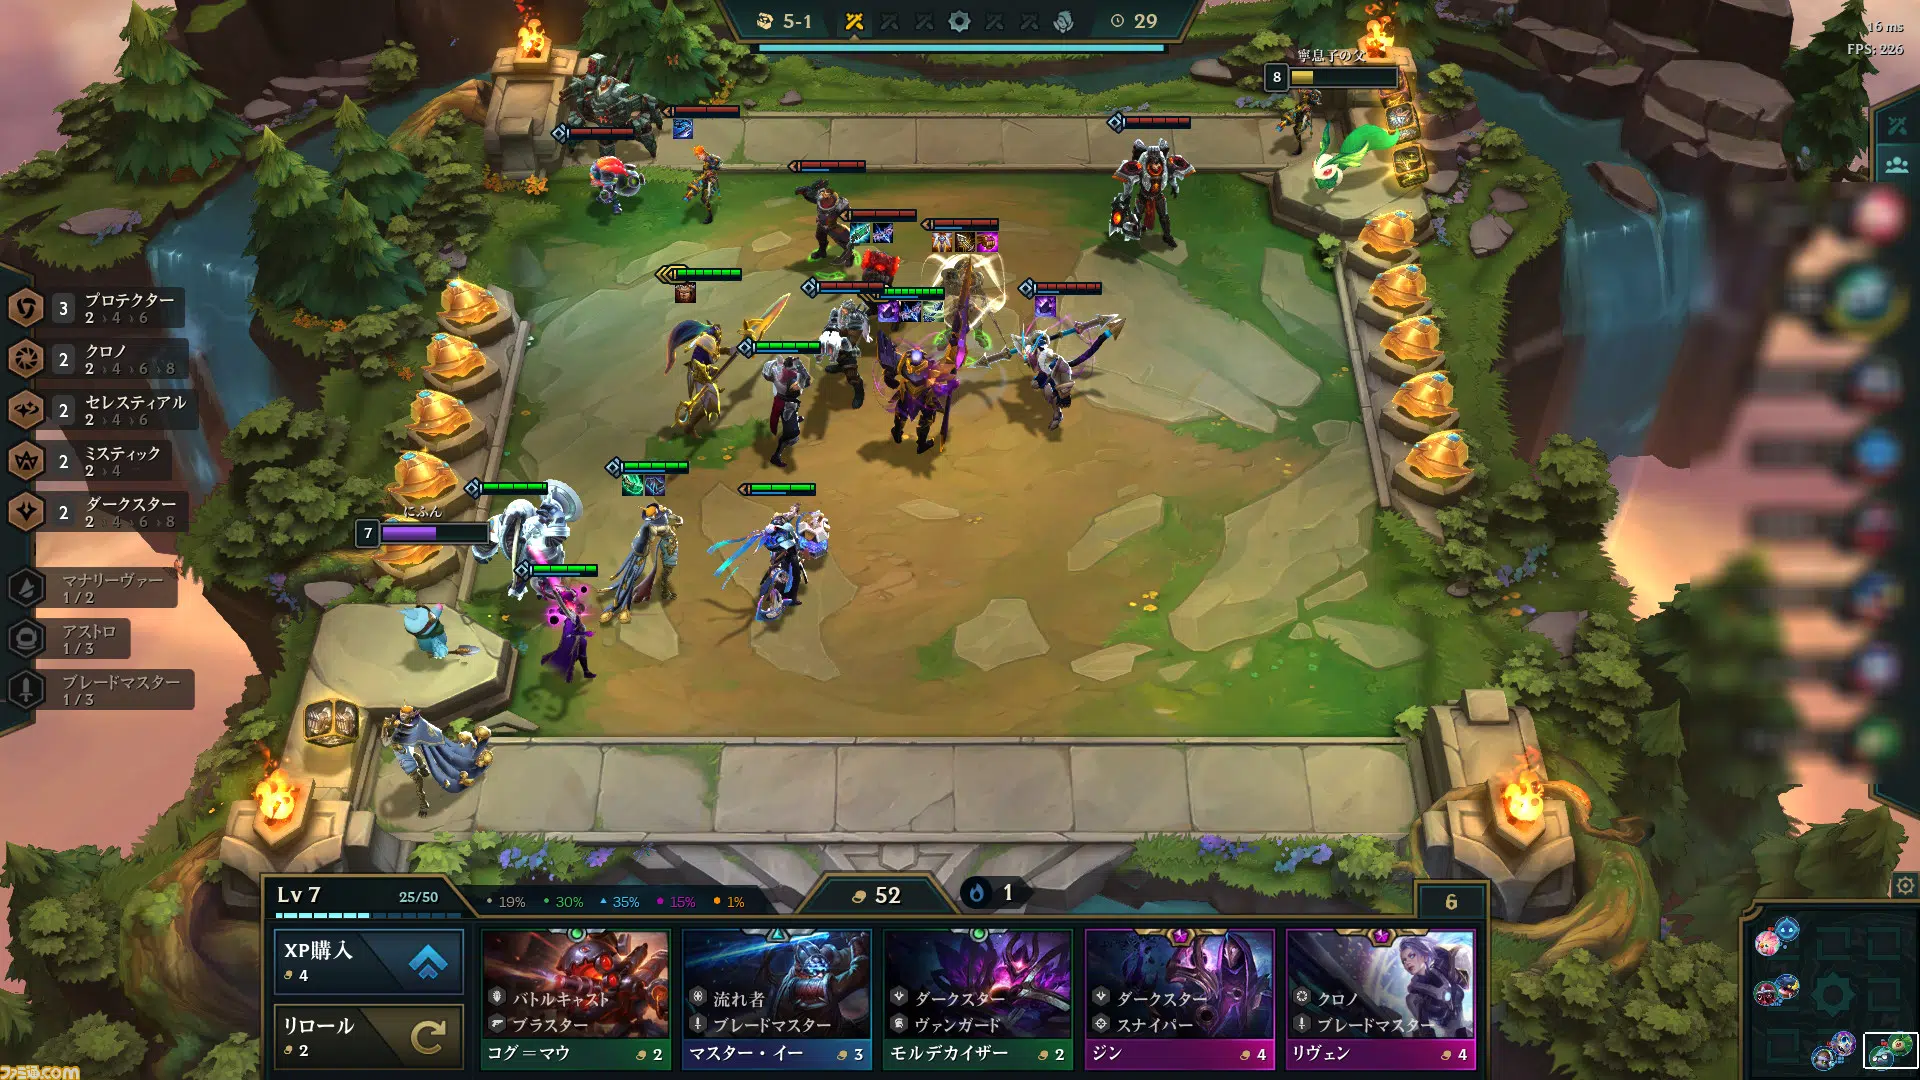 5-1
29
16 ms
FPS: 226
寧息子の父
8
3 プロテクター
2 › 4 › 6
2 クロノ
2 › 4 › 6 › 8
2 セレスティアル
2 › 4 › 6
2 ミスティック
2 › 4
2 ダークスター
2 › 4 › 6 › 8
マナリーヴァー
1 / 2
アストロ
1 / 3
ブレードマスター
1 / 3
にふん
7
Lv 7
25/50
19% 30% 35% 15% 1%
52
1
6
XP購入
4
リロール
2
バトルキャスト
ブラスター
コグ＝マウ 2
流れ者
ブレードマスター
マスター・イー 3
ダークスター
ヴァンガード
モルデカイザー 2
ダークスター
スナイパー
ジン 4
クロノ
ブレードマスター
リヴェン 4
ファミ通.com